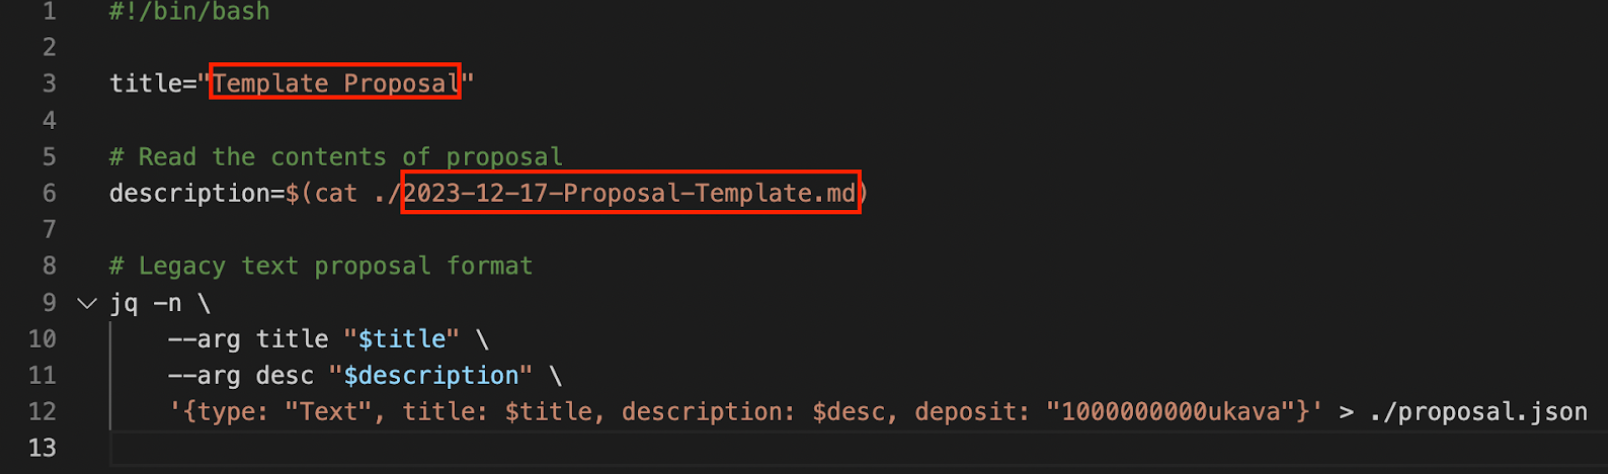 1 #!/bin/bash
2
3 title="Template Proposal"
4
5 # Read the contents of proposal
6 description=$(cat ./2023-12-17-Proposal-Template.md)
7
8 # Legacy text proposal format
9 jq -n \
10 --arg title "$title" \
11 --arg desc "$description" \
12 '{type: "Text", title: $title, description: $desc, deposit: "1000000000ukava"}' > ./proposal.json
13